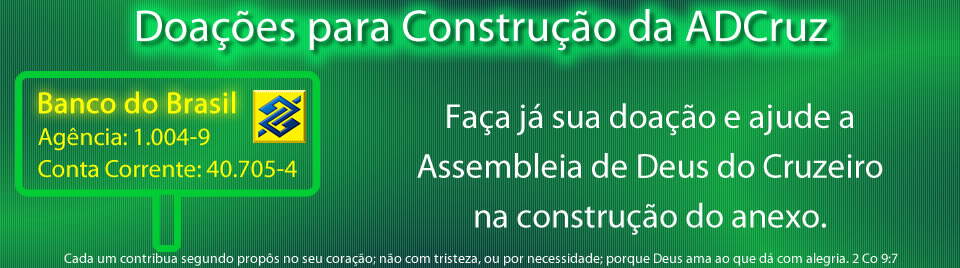 Doações para Construção da ADCruz
Banco do Brasil
Agência: 1.004-9
Conta Corrente: 40.705-4
Faça já sua doação e ajude a
Assembleia de Deus do Cruzeiro
na construção do anexo.
Cada um contribua segundo propôs no seu coração; não com tristeza, ou por necessidade; porque Deus ama ao que dá com alegria. 2 Co 9:7